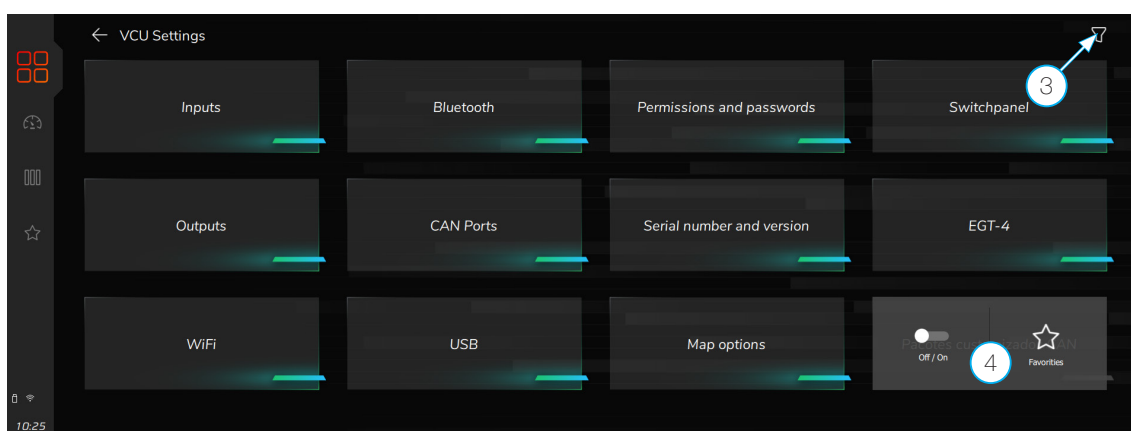 VCU Settings
3
Inputs
Bluetooth
Permissions and passwords
Switchpanel
Outputs
CAN Ports
Serial number and version
EGT-4
WiFi
USB
Map options
Off / On
4
Favorities
10:25